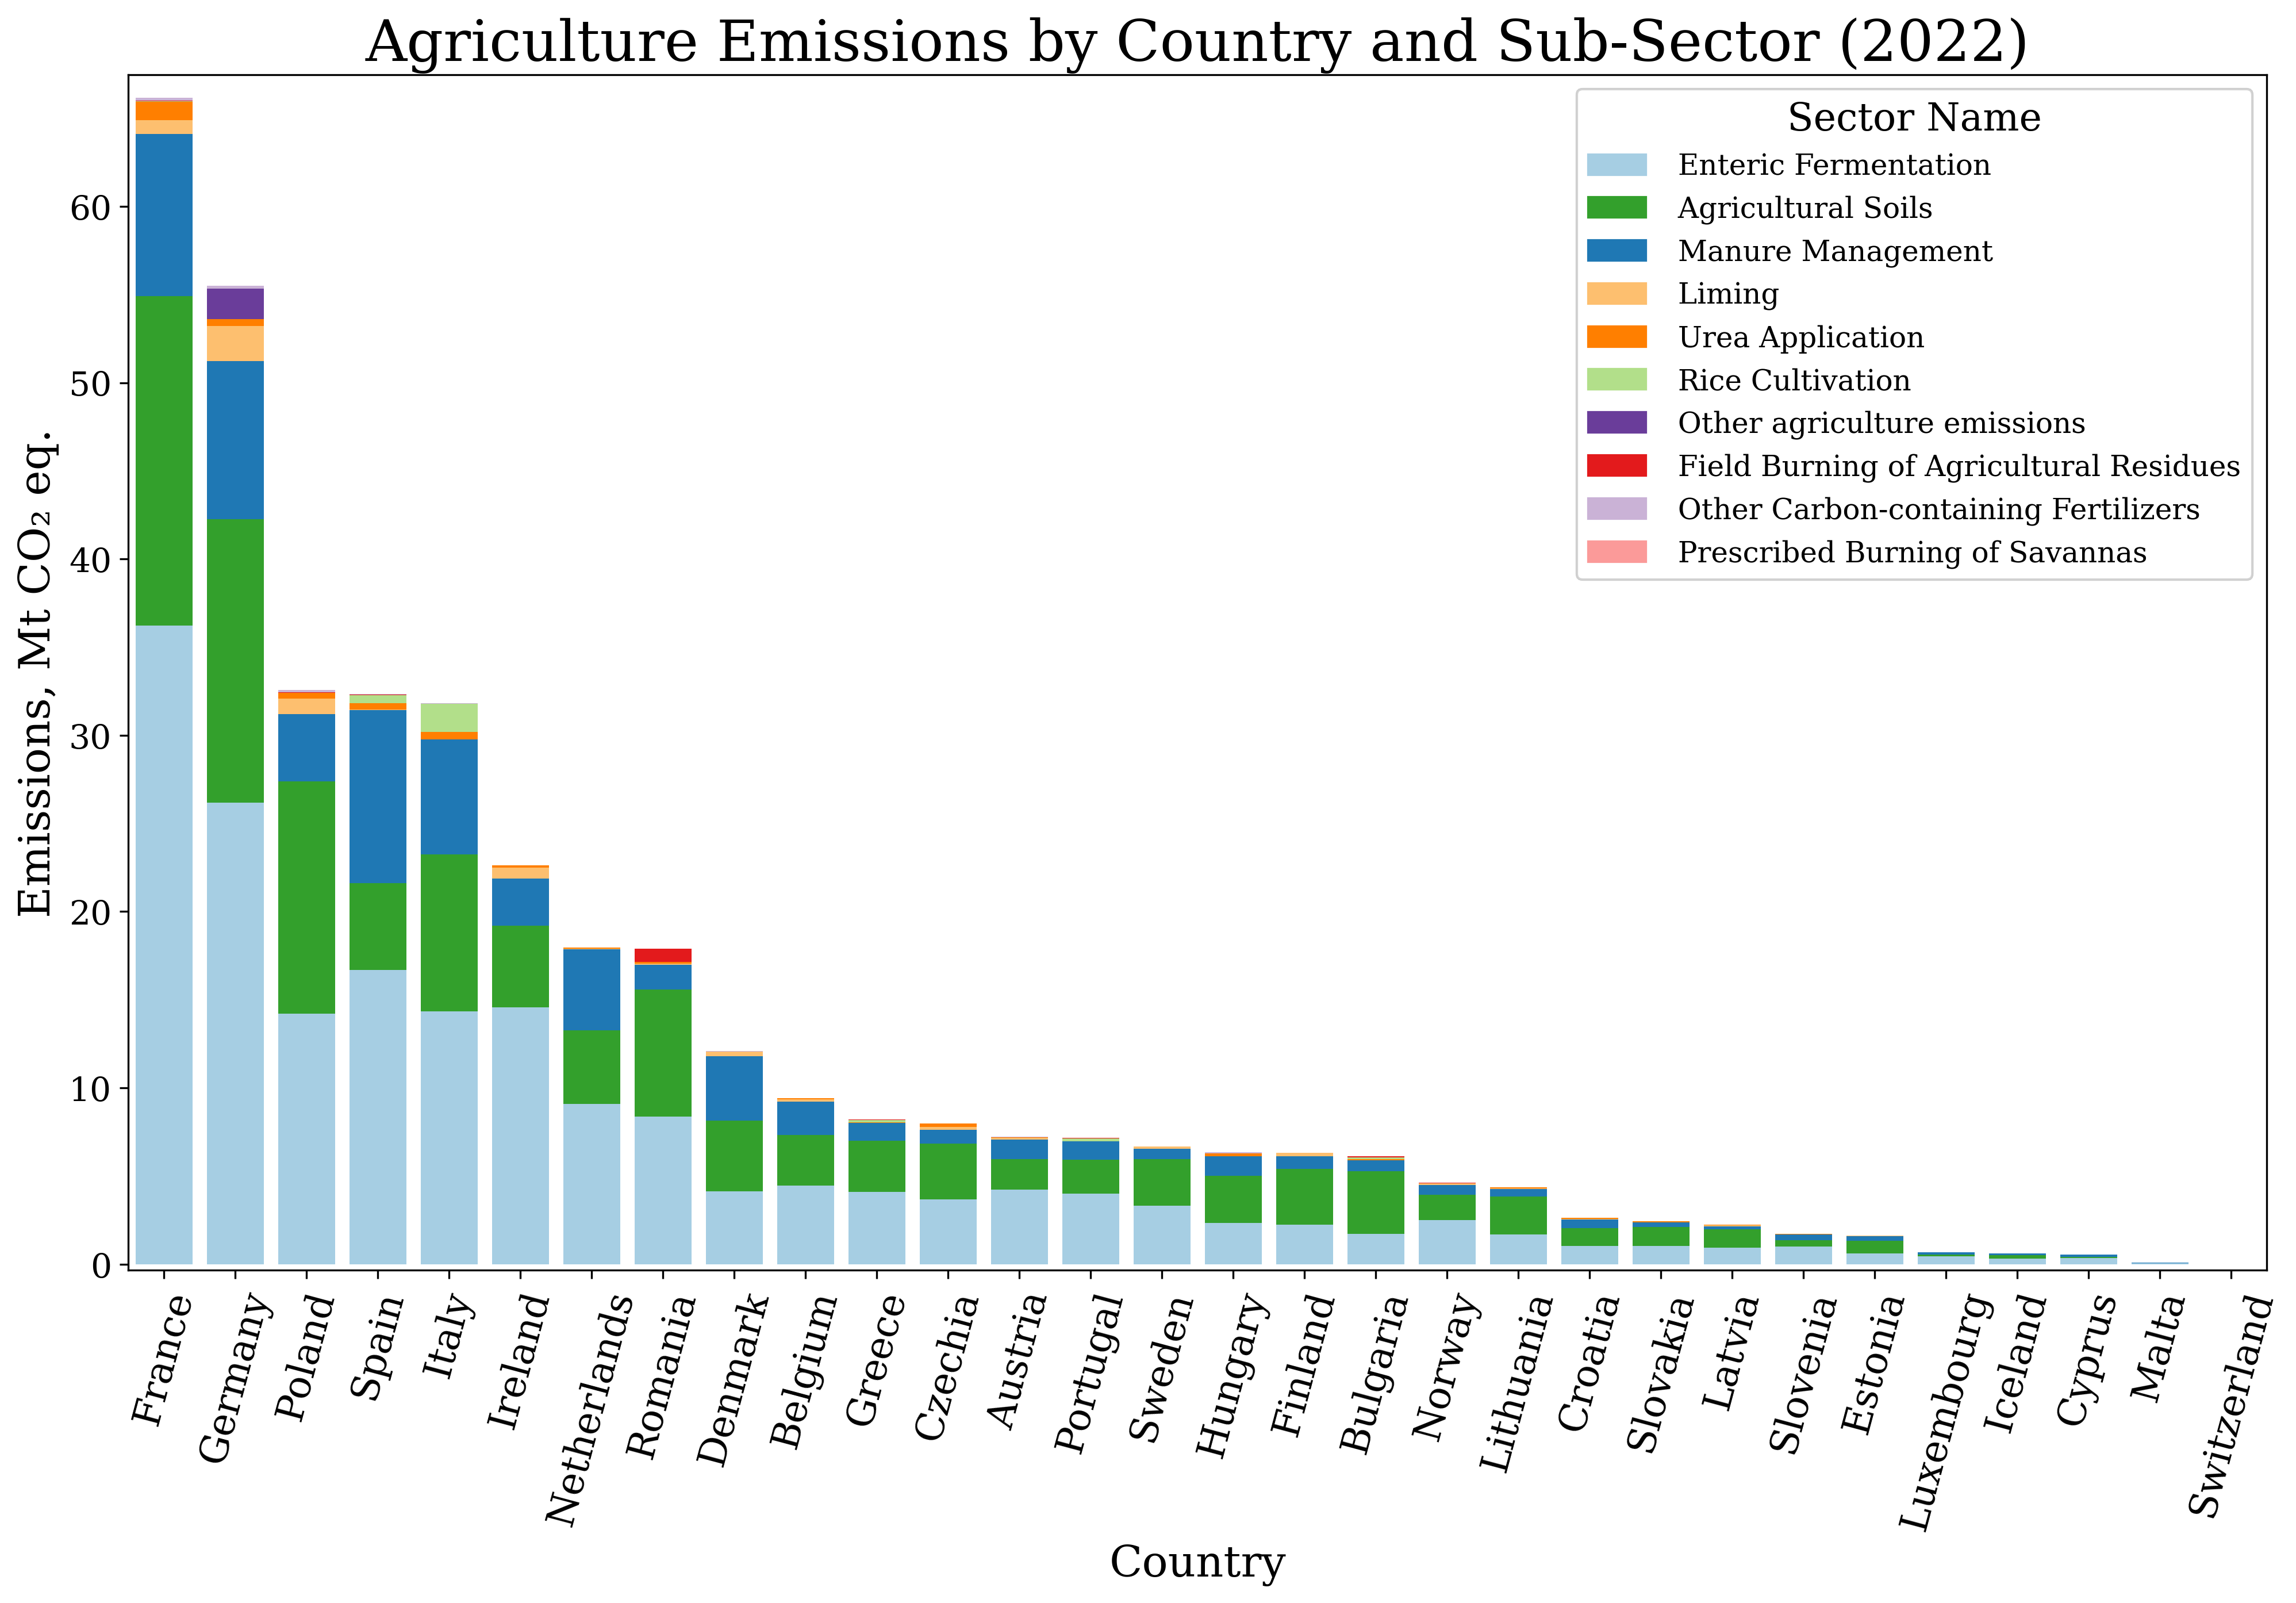 Agriculture Emissions by Country and Sub-Sector (2022)
Sector Name
Enteric Fermentation
Agricultural Soils
Manure Management
Liming
Urea Application
Rice Cultivation
Other agriculture emissions
Field Burning of Agricultural Residues
Other Carbon-containing Fertilizers
Prescribed Burning of Savannas
Emissions, Mt CO₂ eq.
60
50
40
30
20
10
0
France
Germany
Poland
Spain
Italy
Ireland
Netherlands
Romania
Denmark
Belgium
Greece
Czechia
Austria
Portugal
Sweden
Hungary
Finland
Bulgaria
Norway
Lithuania
Croatia
Slovakia
Latvia
Slovenia
Estonia
Luxembourg
Iceland
Cyprus
Malta
Switzerland
Country